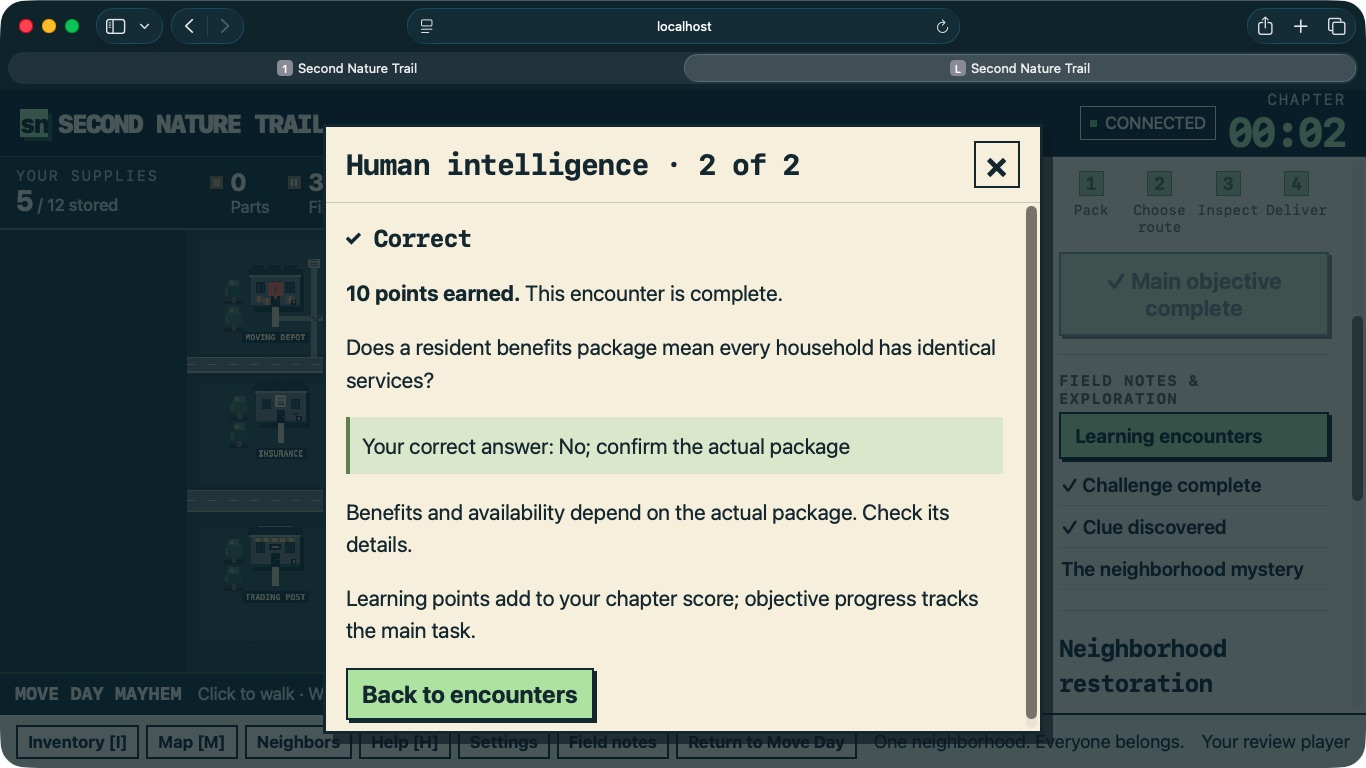 localhost
1 Second Nature Trail
L Second Nature Trail
sn SECOND NATURE TRAIL
CONNECTED
CHAPTER
00:02
YOUR SUPPLIES
5 / 12 stored
0
Parts
3
Fi
MOVING DEPOT
INSURANCE
TRADING POST
Human intelligence · 2 of 2
✓ Correct
10 points earned. This encounter is complete.
Does a resident benefits package mean every household has identical
services?
Your correct answer: No; confirm the actual package
Benefits and availability depend on the actual package. Check its
details.
Learning points add to your chapter score; objective progress tracks
the main task.
Back to encounters
1
2
3
4
Pack
Choose
route
Inspect
Deliver
✓ Main objective
complete
FIELD NOTES &
EXPLORATION
Learning encounters
✓ Challenge complete
✓ Clue discovered
The neighborhood mystery
Neighborhood
restoration
MOVE DAY MAYHEM Click to walk · W
Inventory [I]
Map [M]
Neighbors
Help [H]
Settings
Field notes
Return to Move Day
One neighborhood. Everyone belongs.
Your review player